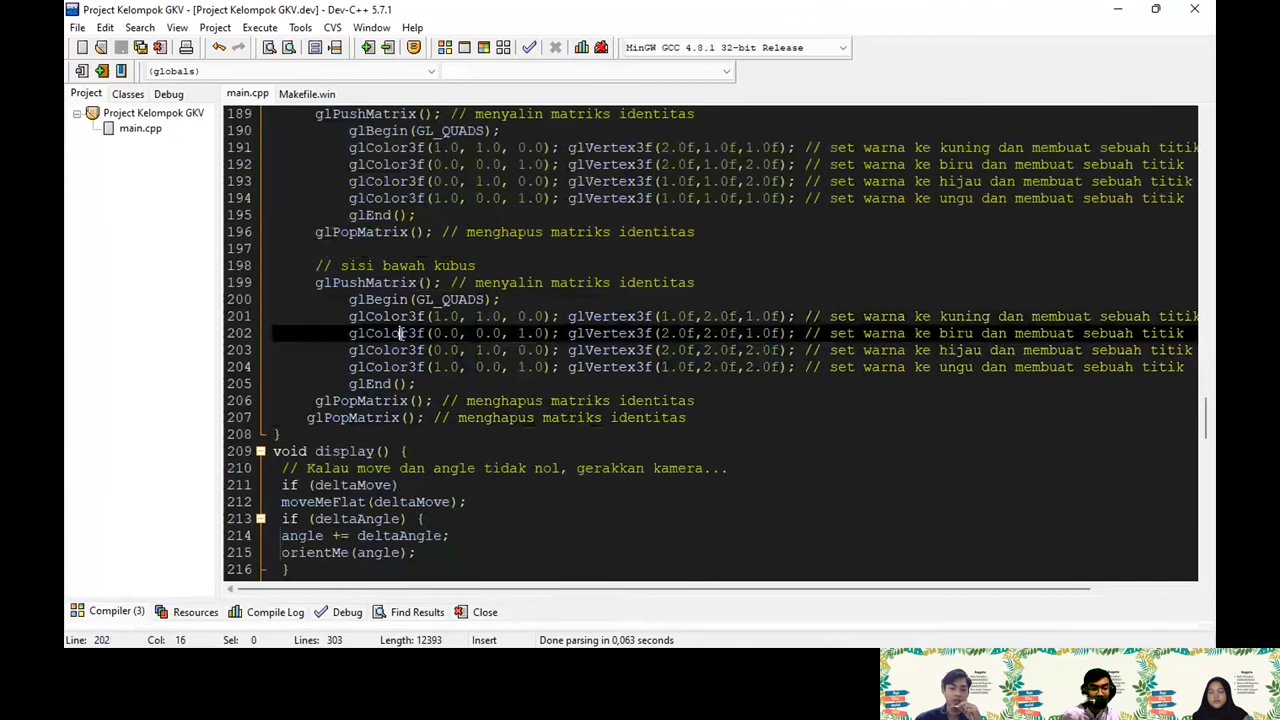 Project Kelompok GKV - [Project Kelompok GKV.dev] - Dev-C++ 5.7.1
File Edit Search View Project Execute Tools CVS Window Help
MinGW GCC 4.8.1 32-bit Release
(globals)
Project Classes Debug
main.cpp Makefile.win
Project Kelompok GKV
main.cpp
189 glPushMatrix(); // menyalin matriks identitas
190 glBegin(GL_QUADS);
191 glColor3f(1.0, 1.0, 0.0); glVertex3f(2.0f,1.0f,1.0f); // set warna ke kuning dan membuat sebuah titik
192 glColor3f(0.0, 0.0, 1.0); glVertex3f(2.0f,1.0f,2.0f); // set warna ke biru dan membuat sebuah titik
193 glColor3f(0.0, 1.0, 0.0); glVertex3f(1.0f,1.0f,2.0f); // set warna ke hijau dan membuat sebuah titik
194 glColor3f(1.0, 0.0, 1.0); glVertex3f(1.0f,1.0f,1.0f); // set warna ke ungu dan membuat sebuah titik
195 glEnd();
196 glPopMatrix(); // menghapus matriks identitas
197
198 // sisi bawah kubus
199 glPushMatrix(); // menyalin matriks identitas
200 glBegin(GL_QUADS);
201 glColor3f(1.0, 1.0, 0.0); glVertex3f(1.0f,2.0f,1.0f); // set warna ke kuning dan membuat sebuah titik
202 glColor3f(0.0, 0.0, 1.0); glVertex3f(2.0f,2.0f,1.0f); // set warna ke biru dan membuat sebuah titik
203 glColor3f(0.0, 1.0, 0.0); glVertex3f(2.0f,2.0f,2.0f); // set warna ke hijau dan membuat sebuah titik
204 glColor3f(1.0, 0.0, 1.0); glVertex3f(1.0f,2.0f,2.0f); // set warna ke ungu dan membuat sebuah titik
205 glEnd();
206 glPopMatrix(); // menghapus matriks identitas
207 glPopMatrix(); // menghapus matriks identitas
208 }
209 void display() {
210 // Kalau move dan angle tidak nol, gerakkan kamera...
211 if (deltaMove)
212 moveMeFlat(deltaMove);
213 if (deltaAngle) {
214 angle += deltaAngle;
215 orientMe(angle);
216 }
Compiler (3) Resources Compile Log Debug Find Results Close
Line: 202 Col: 16 Sel: 0 Lines: 303 Length: 12393 Insert Done parsing in 0,063 seconds